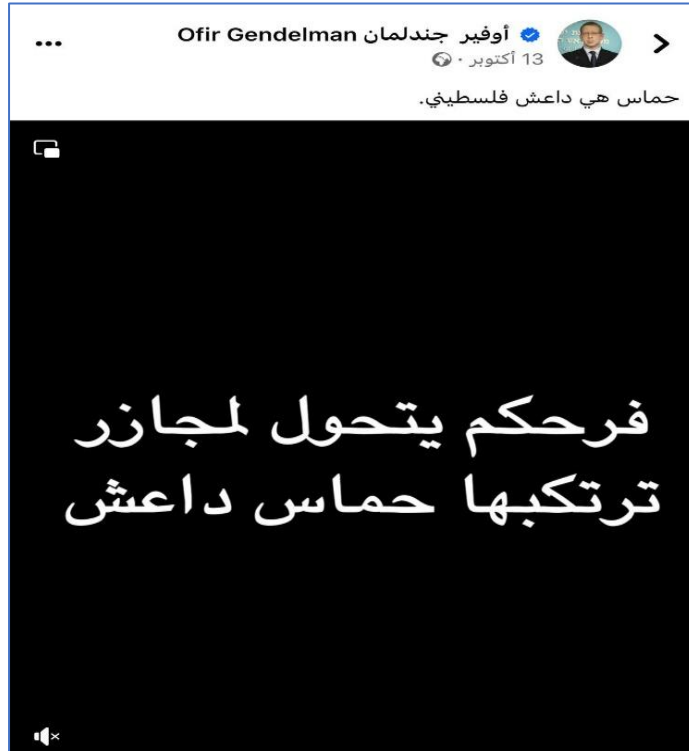 أوفير جندلمان Ofir Gendelman
13 أكتوبر ·
حماس هي داعش فلسطيني.
فرحكم يتحول لمجازر
ترتكبها حماس داعش